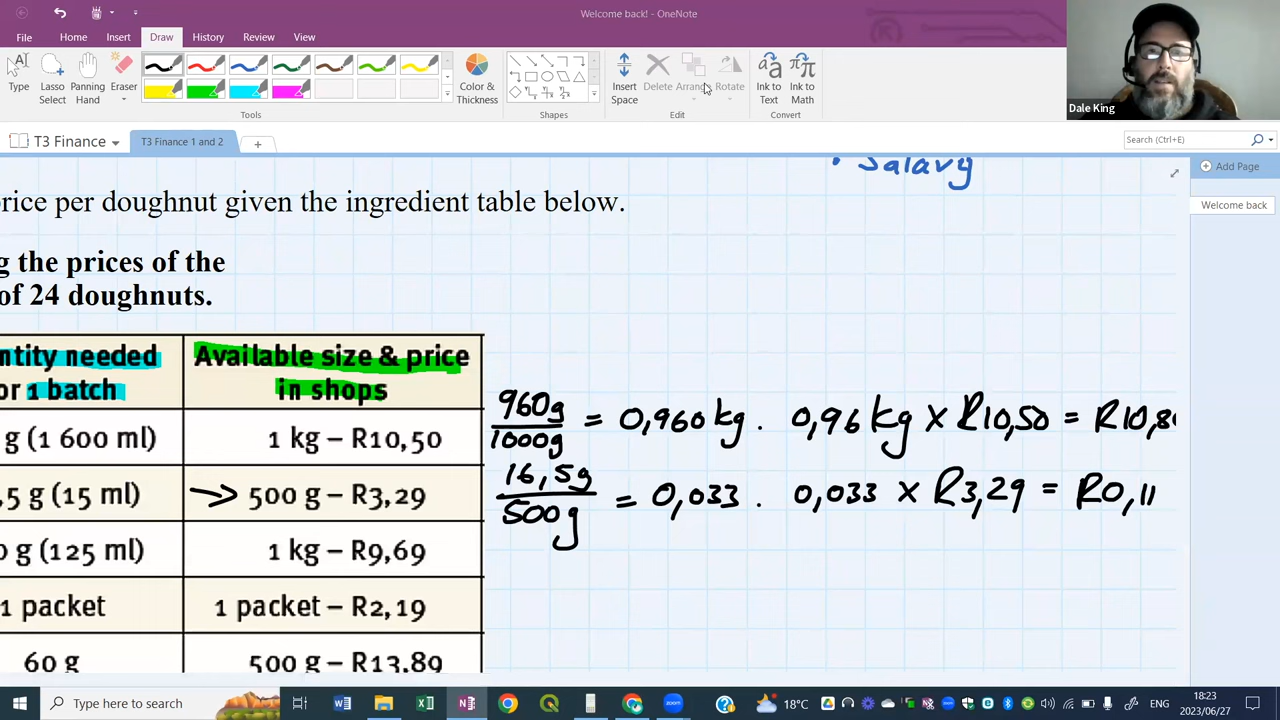 Welcome back! - OneNote
File Home Insert Draw History Review View
Type
Lasso Select
Panning Hand
Eraser
Color & Thickness
Insert Space
Delete
Arrange
Rotate
Ink to Text
Ink to Math
Tools
Shapes
Edit
Convert
Dale King
T3 Finance
T3 Finance 1 and 2
Search (Ctrl+E)
Add Page
Welcome back
• Salary
rice per doughnut given the ingredient table below.
g the prices of the
of 24 doughnuts.
ntity needed
or 1 batch
Available size & price
in shops
g (1 600 ml) 1 kg – R10,50
960g/1000g = 0,960 kg . 0,96 kg × R10,50 = R10,8
,5 g (15 ml) → 500 g – R3,29
16,5g/500g = 0,033 . 0,033 × R3,29 = R0,11
0 g (125 ml) 1 kg – R9,69
1 packet 1 packet – R2,19
60 g 500 g – R13,89
Type here to search
18°C
ENG
18:23
2023/06/27